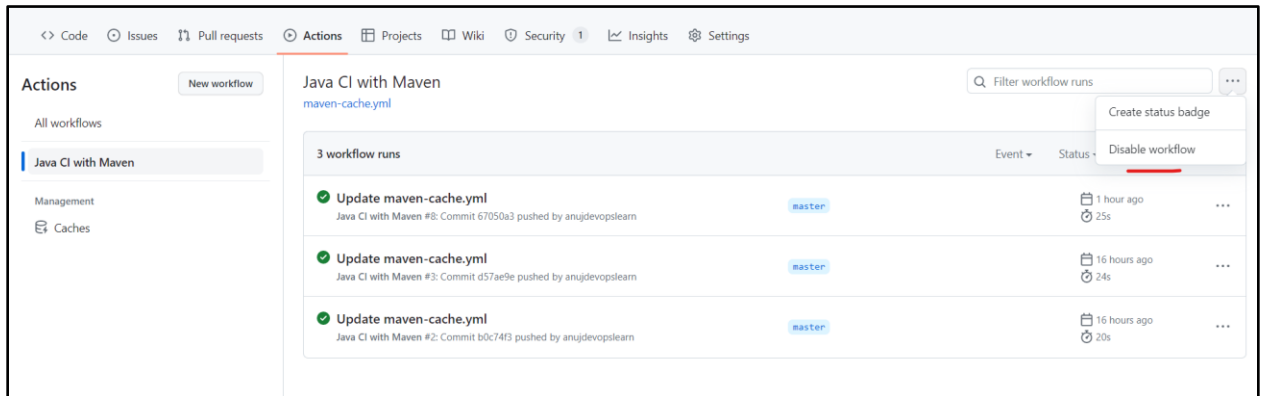 <> Code Issues Pull requests Actions Projects Wiki Security 1 Insights Settings
Actions
New workflow
All workflows
Java CI with Maven
Management
Caches
Java CI with Maven
maven-cache.yml
Filter workflow runs
...
Create status badge
Disable workflow
3 workflow runs
Event Status
Update maven-cache.yml
Java CI with Maven #8: Commit 67050a3 pushed by anujdevopslearn
master
1 hour ago
25s
...
Update maven-cache.yml
Java CI with Maven #3: Commit d57ae9e pushed by anujdevopslearn
master
16 hours ago
24s
...
Update maven-cache.yml
Java CI with Maven #2: Commit b0c74f3 pushed by anujdevopslearn
master
16 hours ago
20s
...